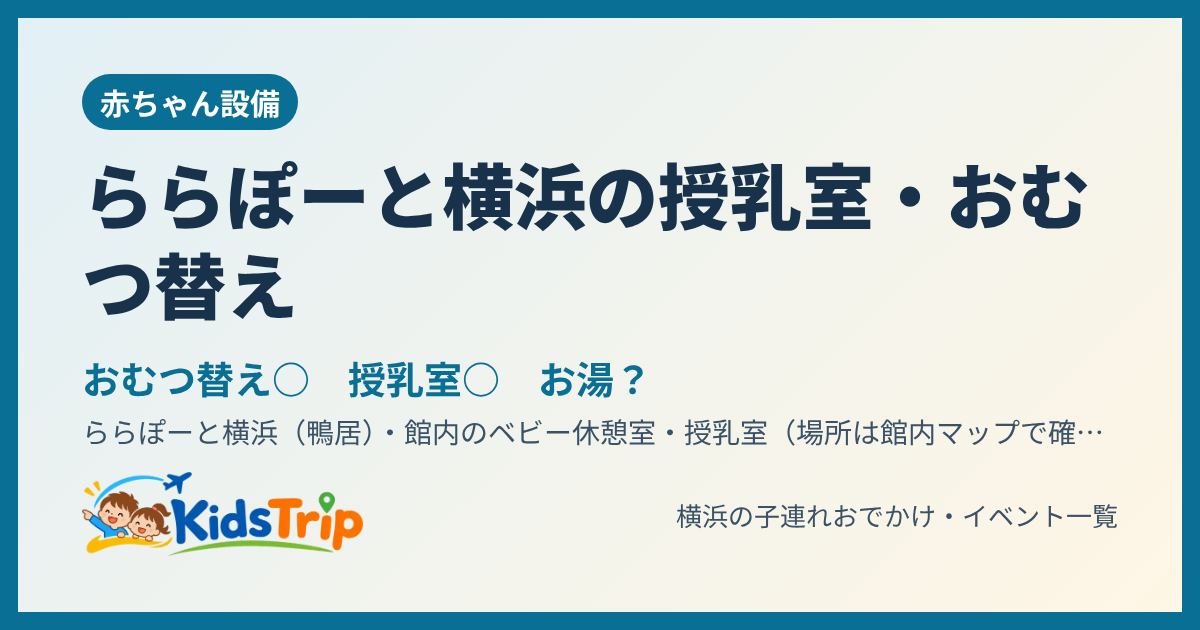 赤ちゃん設備
ららぽーと横浜の授乳室・おむ
つ替え
おむつ替え○　授乳室○　お湯？
ららぽーと横浜（鴨居）・館内のベビー休憩室・授乳室（場所は館内マップで確…
KidsTrip
横浜の子連れおでかけ・イベント一覧